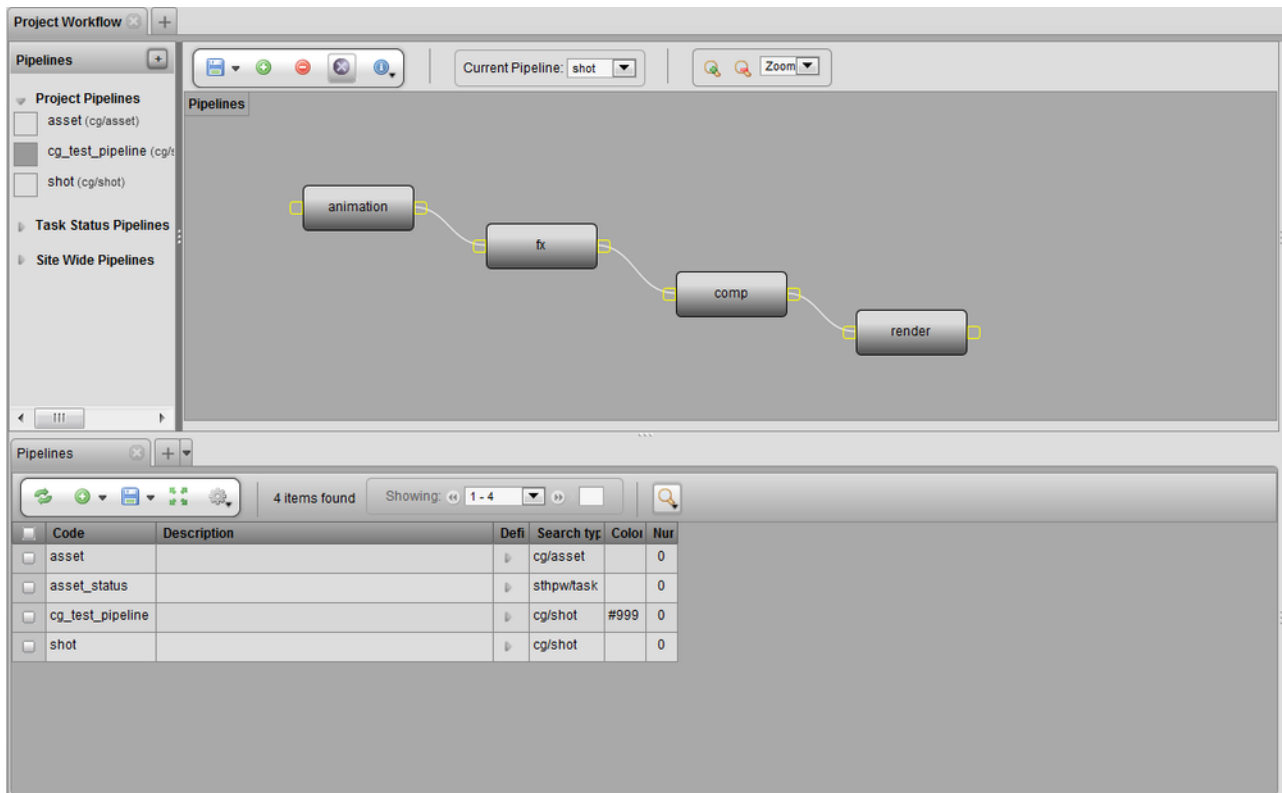 Project Workflow
Pipelines
Current Pipeline: shot
Zoom
Project Pipelines
asset (cg/asset)
cg_test_pipeline (cg/s
shot (cg/shot)
Task Status Pipelines
Site Wide Pipelines
Pipelines
animation
fx
comp
render
Pipelines
4 items found Showing: 1 - 4
Code Description Defi Search typ Color Nur
asset cg/asset 0
asset_status sthpw/task 0
cg_test_pipeline cg/shot #999 0
shot cg/shot 0